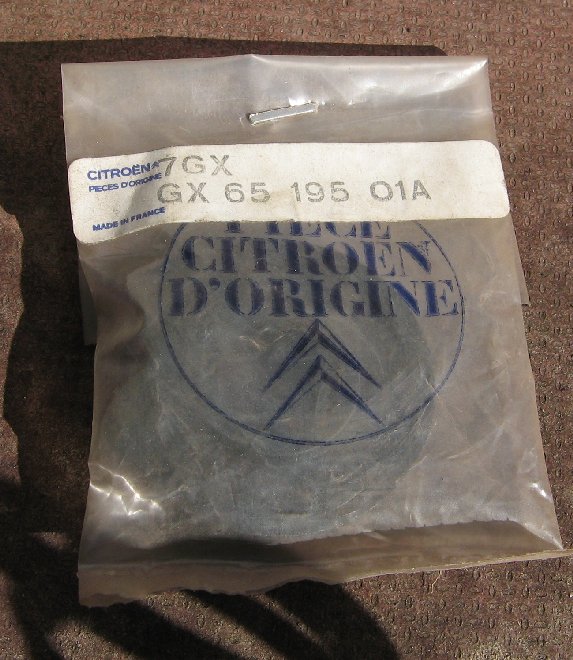 CITROËN 7GX
PIECES D'ORIGINE GX 65 195 01A
MADE IN FRANCE
PIECE
CITROËN
D'ORIGINE